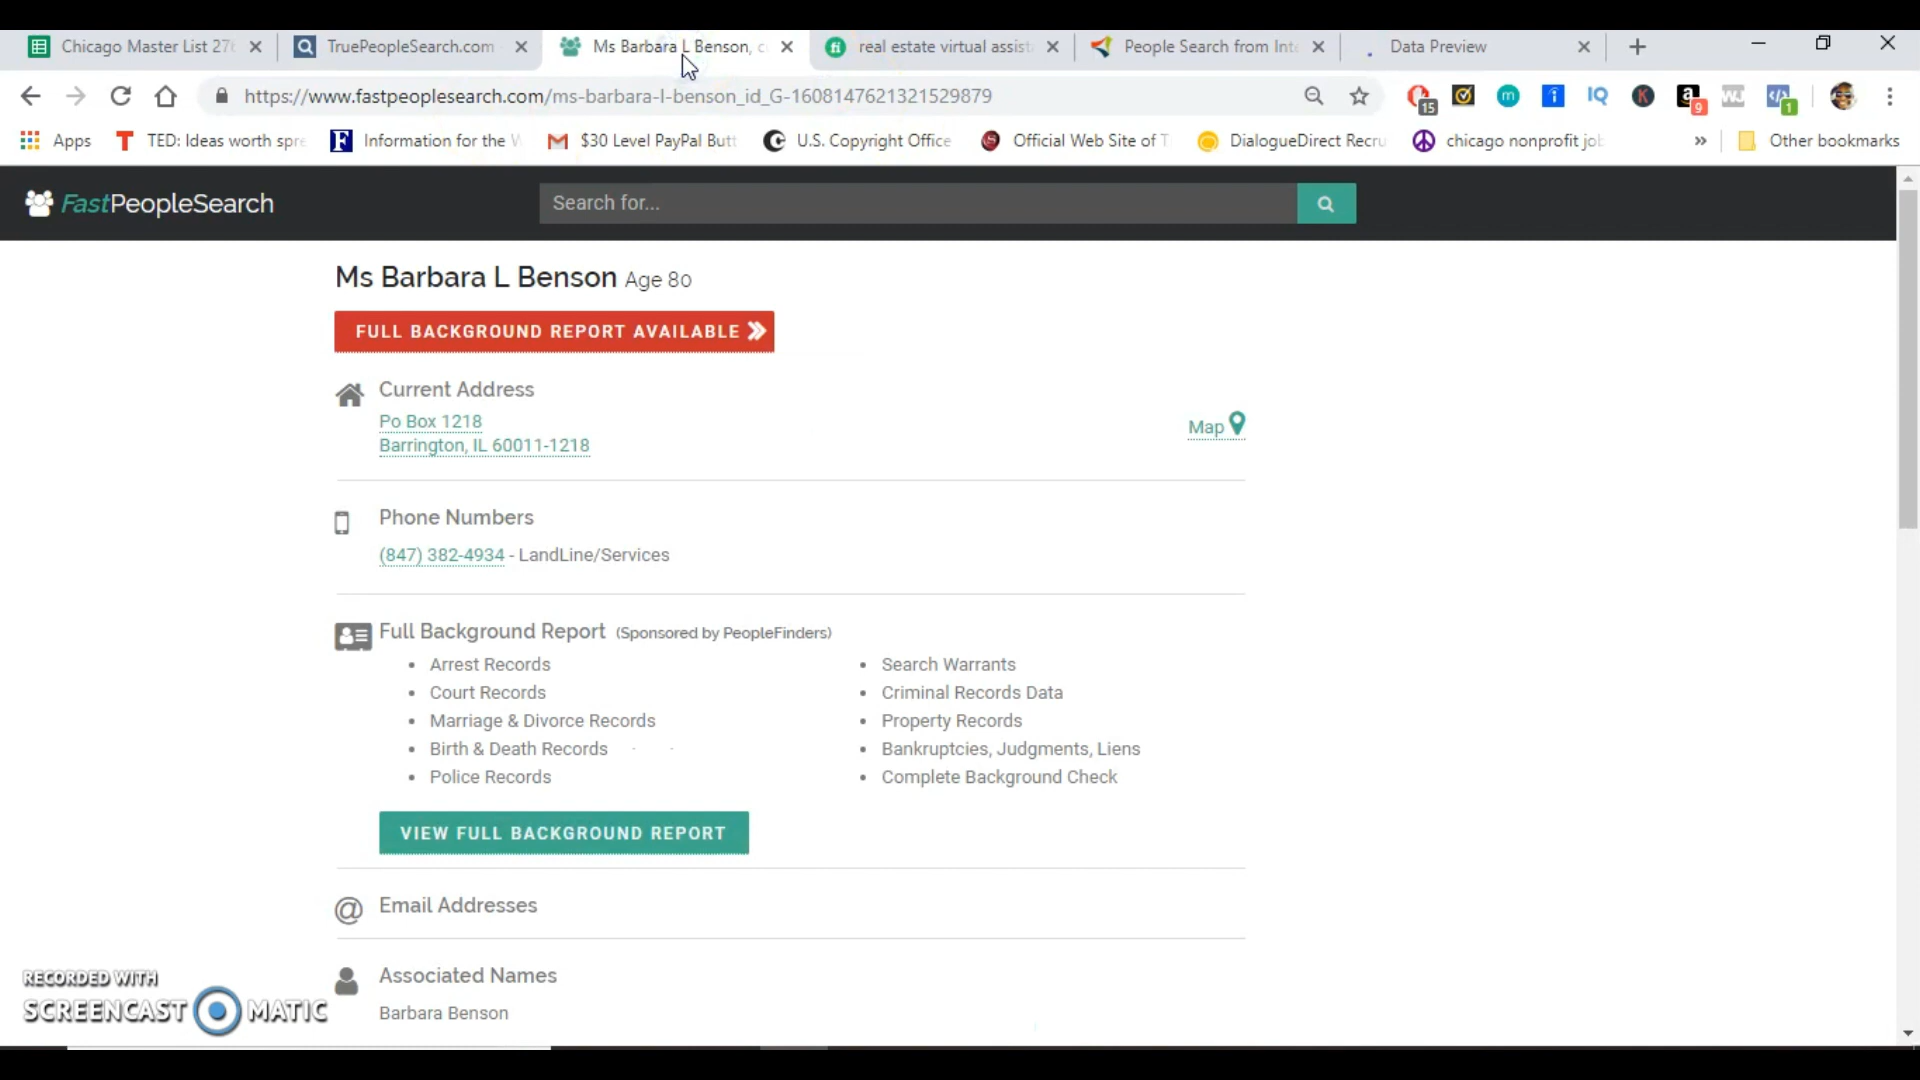 Chicago Master List 27
TruePeopleSearch.com
Ms Barbara L Benson, c
real estate virtual assist
People Search from Inte
Data Preview
https://www.fastpeoplesearch.com/ms-barbara-l-benson_id_G-1608147621321529879
15
9
1
Apps
TED: Ideas worth spre
Information for the W
$30 Level PayPal Butt
U.S. Copyright Office
Official Web Site of T
DialogueDirect Recru
chicago nonprofit job
Other bookmarks
FastPeopleSearch
Search for...
Ms Barbara L Benson Age 80
FULL BACKGROUND REPORT AVAILABLE
Current Address
Po Box 1218
Barrington, IL 60011-1218
Map
Phone Numbers
(847) 382-4934 - LandLine/Services
Full Background Report (Sponsored by PeopleFinders)
• Arrest Records
• Court Records
• Marriage & Divorce Records
• Birth & Death Records
• Police Records
• Search Warrants
• Criminal Records Data
• Property Records
• Bankruptcies, Judgments, Liens
• Complete Background Check
VIEW FULL BACKGROUND REPORT
Email Addresses
Associated Names
Barbara Benson
RECORDED WITH
SCREENCAST MATIC